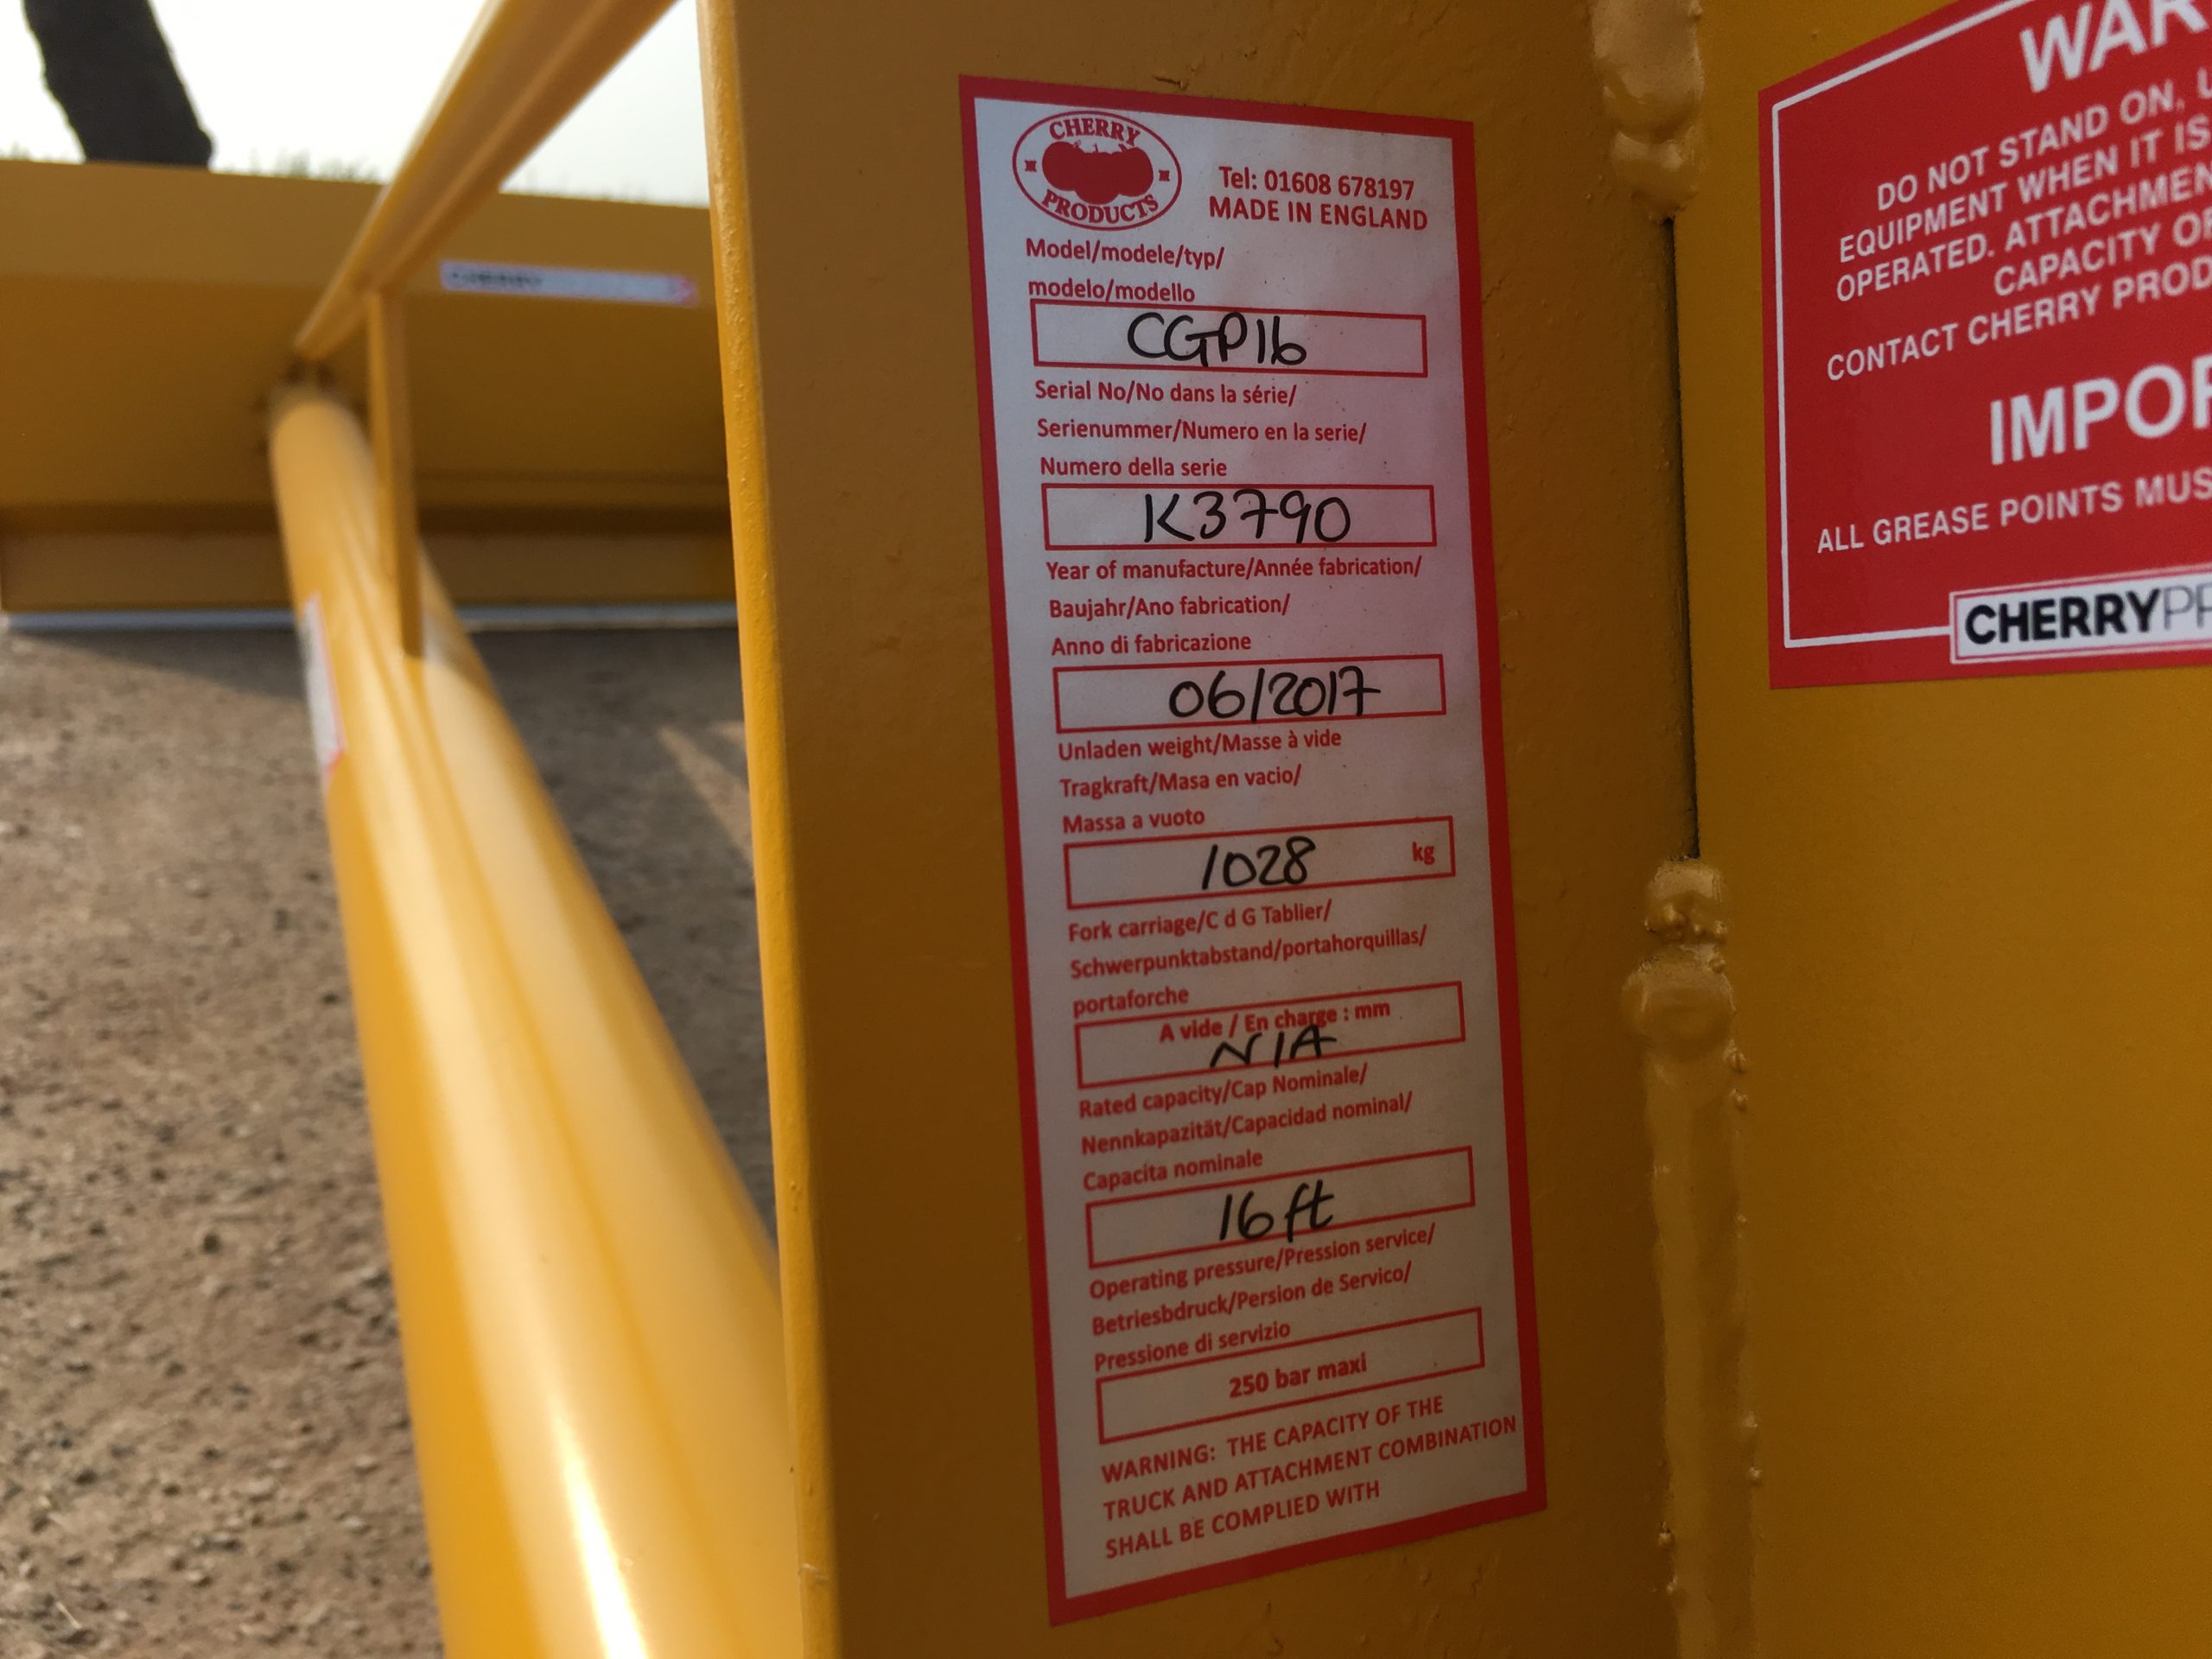 CHERRY
PRODUCTS
Tel: 01608 678197
MADE IN ENGLAND
Model/modele/typ/
modelo/modello
CGP16
Serial No/No dans la série/
Serienummer/Numero en la serie/
Numero della serie
K3790
Year of manufacture/Année fabrication/
Baujahr/Ano fabrication/
Anno di fabricazione
06/2017
Unladen weight/Masse à vide
Tragkraft/Masa en vacio/
Massa a vuoto
1028 kg
Fork carriage/C d G Tablier/
Schwerpunktabstand/portahorquillas/
portaforche
A vide / En charge : mm
N/A
Rated capacity/Cap Nominale/
Nennkapazität/Capacidad nominal/
Capacita nominale
16ft
Operating pressure/Pression service/
Betriesbdruck/Persion de Servico/
Pressione di servizio
250 bar maxi
WARNING: THE CAPACITY OF THE
TRUCK AND ATTACHMENT COMBINATION
SHALL BE COMPLIED WITH
WAR
DO NOT STAND ON,
EQUIPMENT WHEN IT IS
OPERATED. ATTACHMEN
CAPACITY
CONTACT CHERRY PROD
IMPOR
ALL GREASE POINTS MUS
CHERRYPR
CHERRY